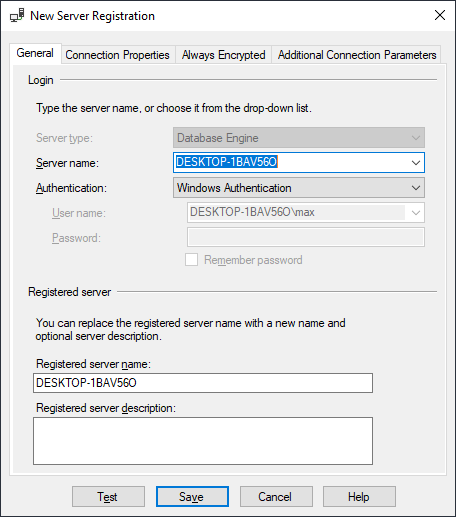 New Server Registration
General
Connection Properties
Always Encrypted
Additional Connection Parameters
Login
Type the server name, or choose it from the drop-down list.
Server type:
Database Engine
Server name:
DESKTOP-1BAV56O
Authentication:
Windows Authentication
User name:
DESKTOP-1BAV56O\max
Password:
Remember password
Registered server
You can replace the registered server name with a new name and
optional server description.
Registered server name:
DESKTOP-1BAV56O
Registered server description:
Test
Save
Cancel
Help